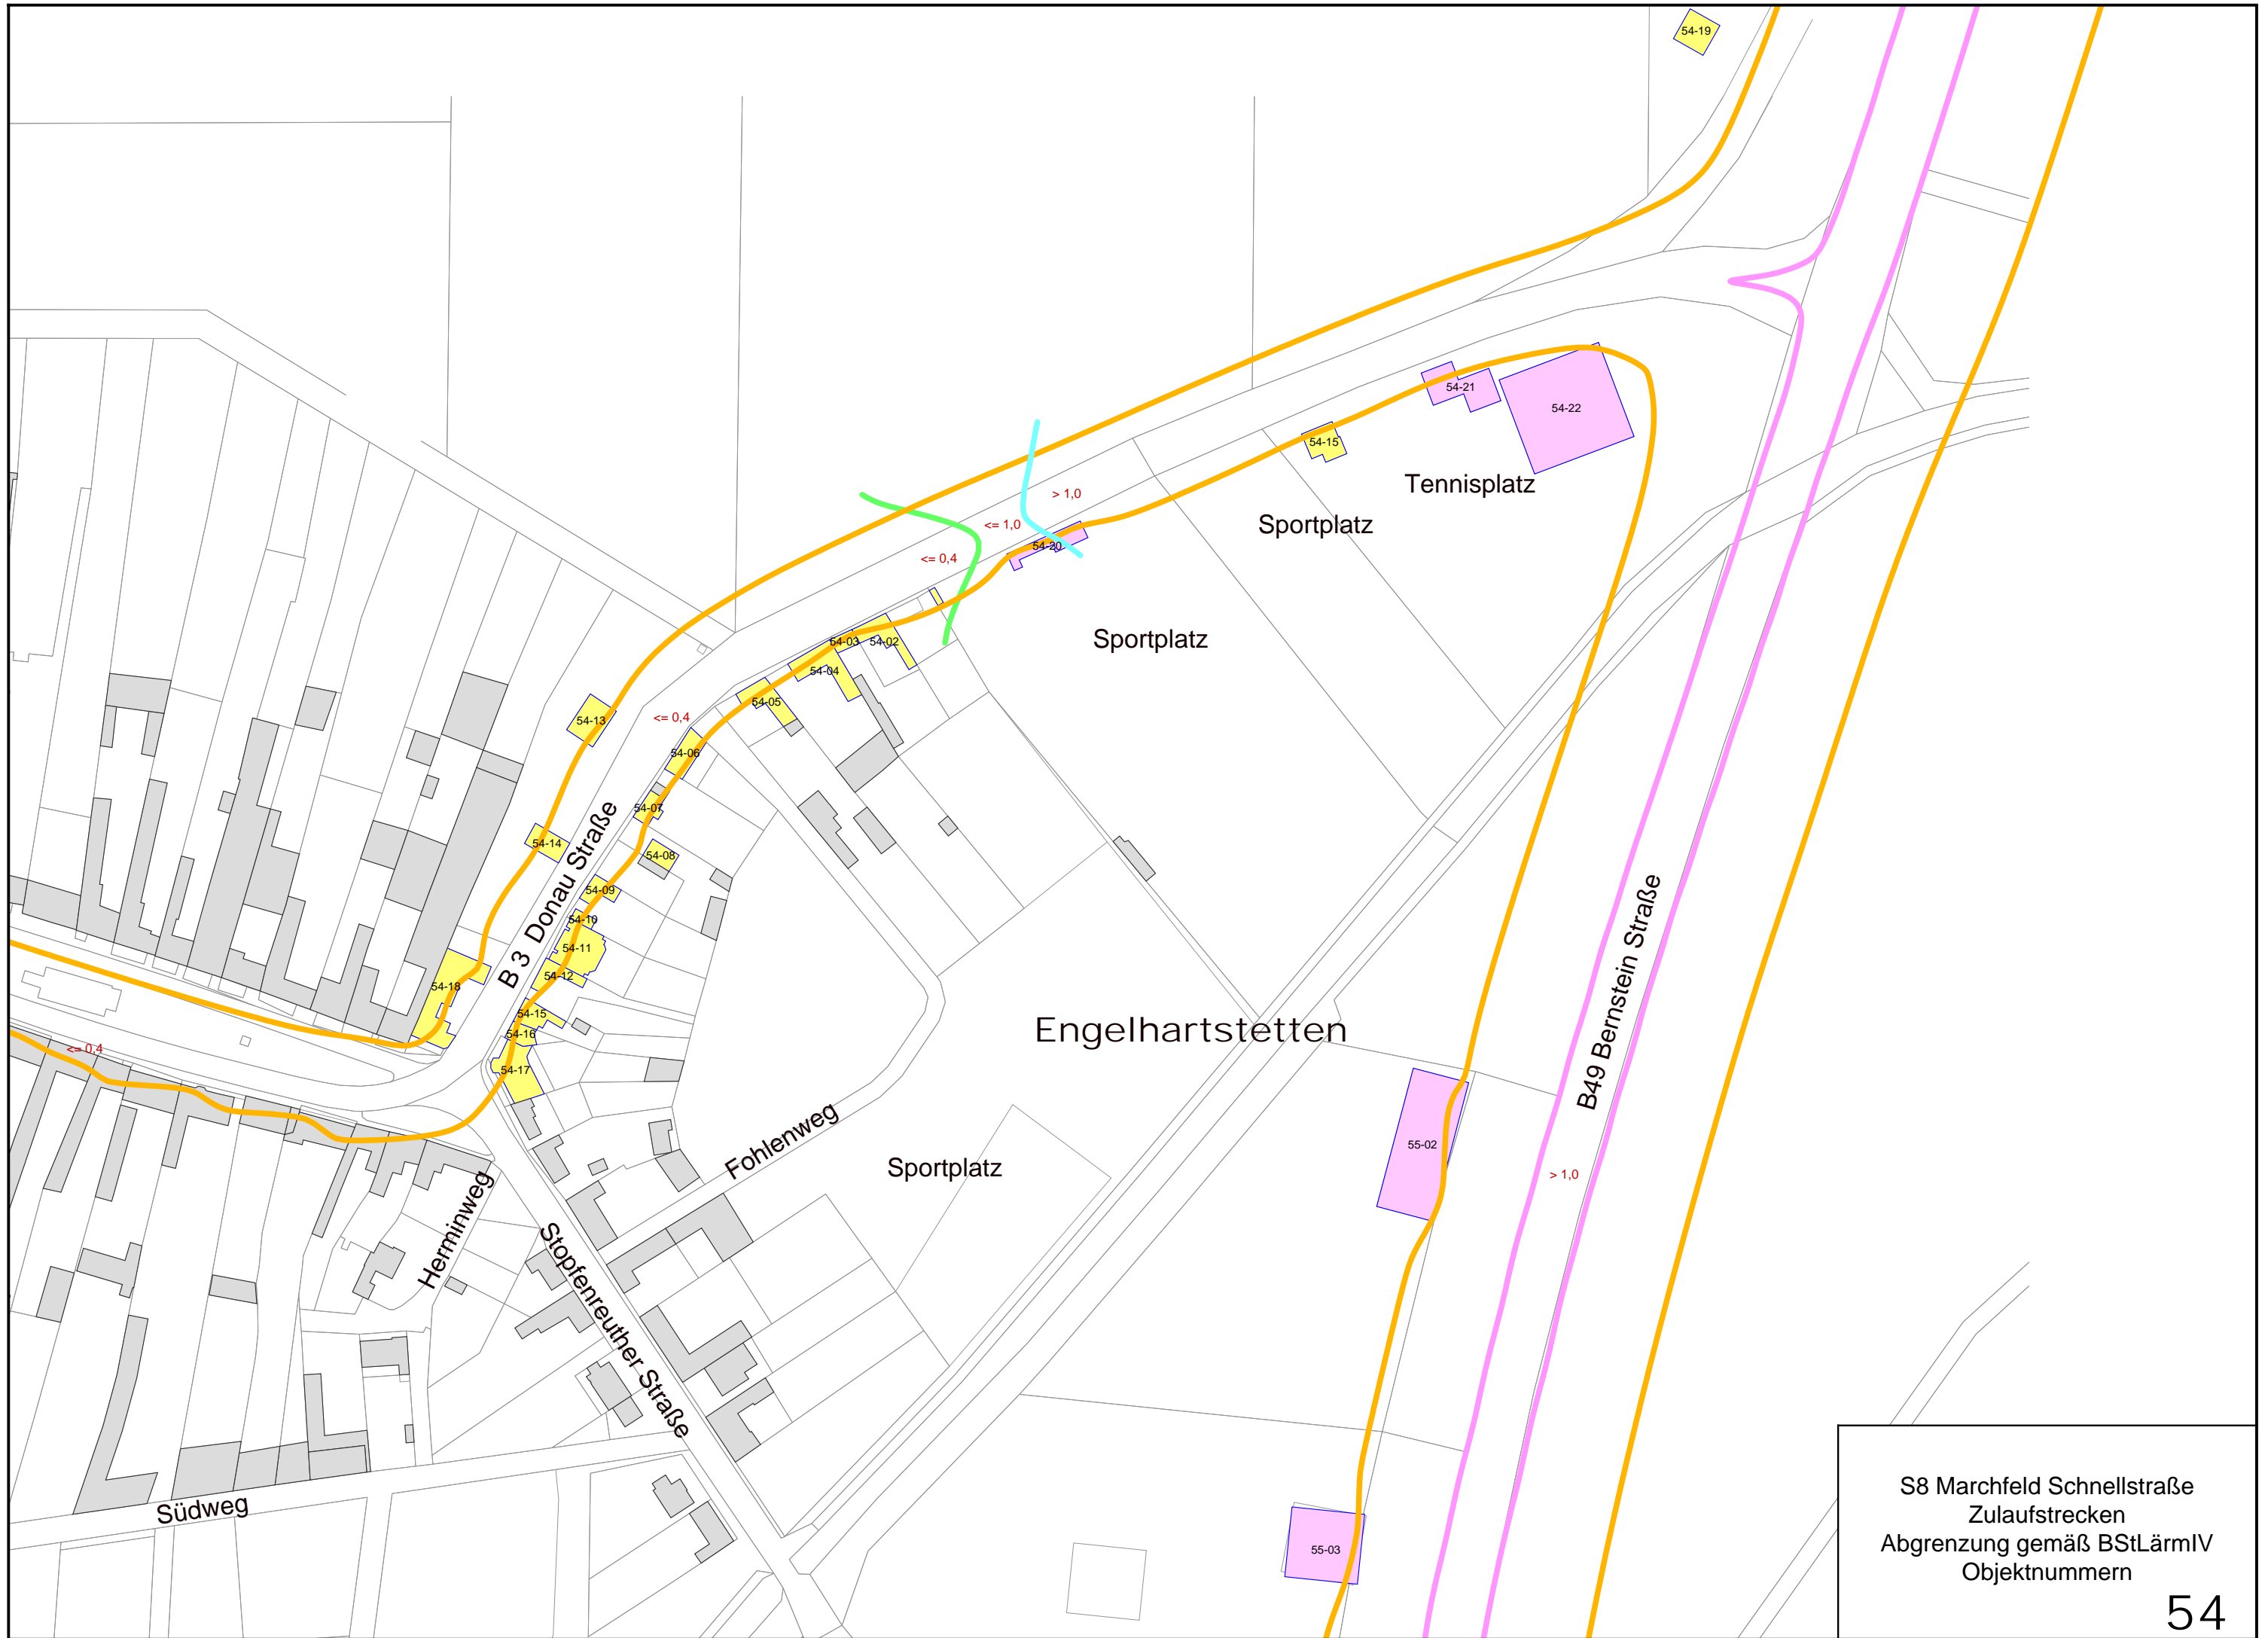 54-19
54-21
54-22
54-15
Tennisplatz
> 1,0
Sportplatz
<= 1,0
54-20
<= 0,4
Sportplatz
54-03
54-02
54-04
54-05
54-13
<= 0,4
54-06
54-07
54-14
54-08
54-09
54-10
54-11
54-12
54-18
B 3 Donau Straße
54-15
54-16
54-17
<= 0,4
Engelhartstetten
B49 Bernstein Straße
55-02
> 1,0
Fohlenweg
Sportplatz
Herminweg
Stopfenreuther Straße
Südweg
55-03
S8 Marchfeld Schnellstraße
Zulaufstrecken
Abgrenzung gemäß BStLärmIV
Objektnummern
54